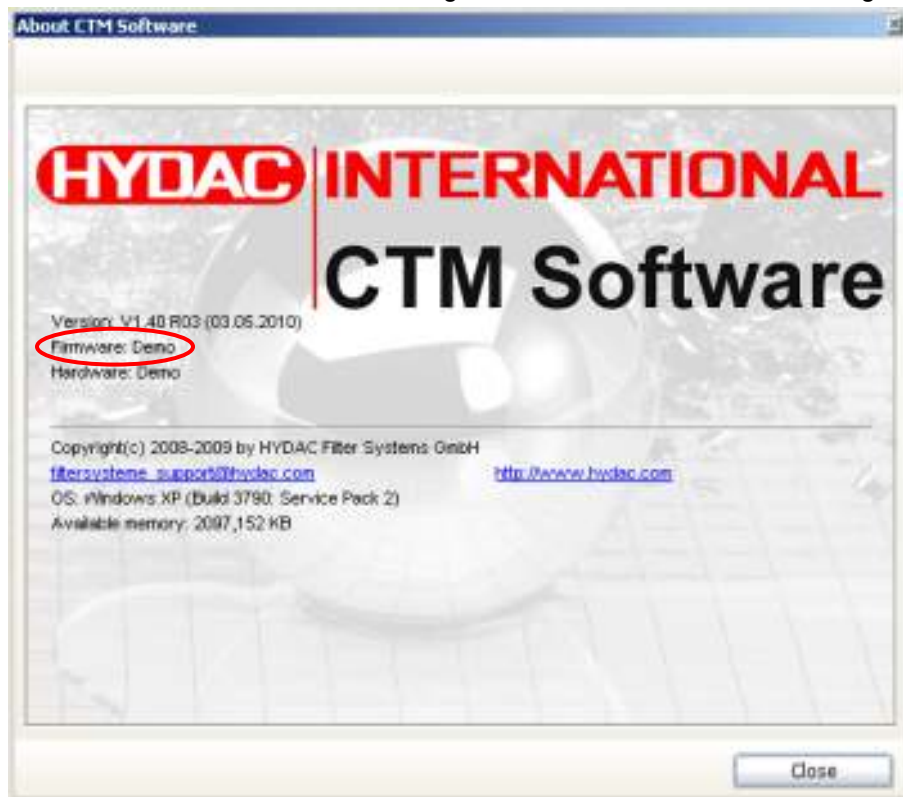 About CTM Software
HYDAC INTERNATIONAL
CTM Software
Version: V1.40 R03 (03.05.2010)
Firmware: Demo
Hardware: Demo
Copyright(c) 2008-2009 by HYDAC Filter Systems GmbH
filtersysteme_support@hydac.com http://www.hydac.com
OS: Windows XP (Build 3790: Service Pack 2)
Available memory: 2097,152 KB
Close